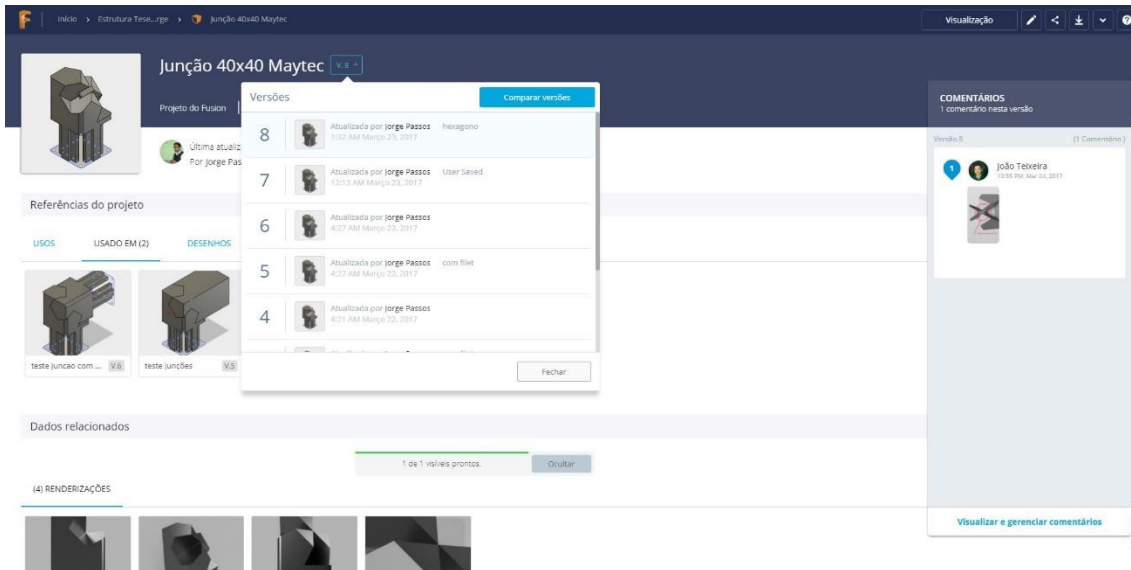 Início > Estrutura Tese...rge > Junção 40x40 Maytec
Visualização
Junção 40x40 Maytec V. 8
Projeto do Fusion
Última atualiz
Por Jorge Pas
Versões
Comparar versões
8
Atualizada por Jorge Passos hexagono
1:32 AM Março 23, 2017
7
Atualizada por Jorge Passos User Saved
12:13 AM Março 23, 2017
6
Atualizada por Jorge Passos
4:27 AM Março 22, 2017
5
Atualizada por Jorge Passos com filet
4:27 AM Março 22, 2017
4
Atualizada por Jorge Passos
4:21 AM Março 22, 2017
Fechar
COMENTÁRIOS
1 comentário nesta versão
Versão 8 (1 Comentário )
1
João Teixeira
Visualizar e gerenciar comentários
Referências do projeto
USOS
USADO EM (2)
DESENHOS
teste juncao com ... V.6
teste junções V.5
Dados relacionados
1 de 1 visíveis prontos.
Ocultar
(4) RENDERIZAÇÕES